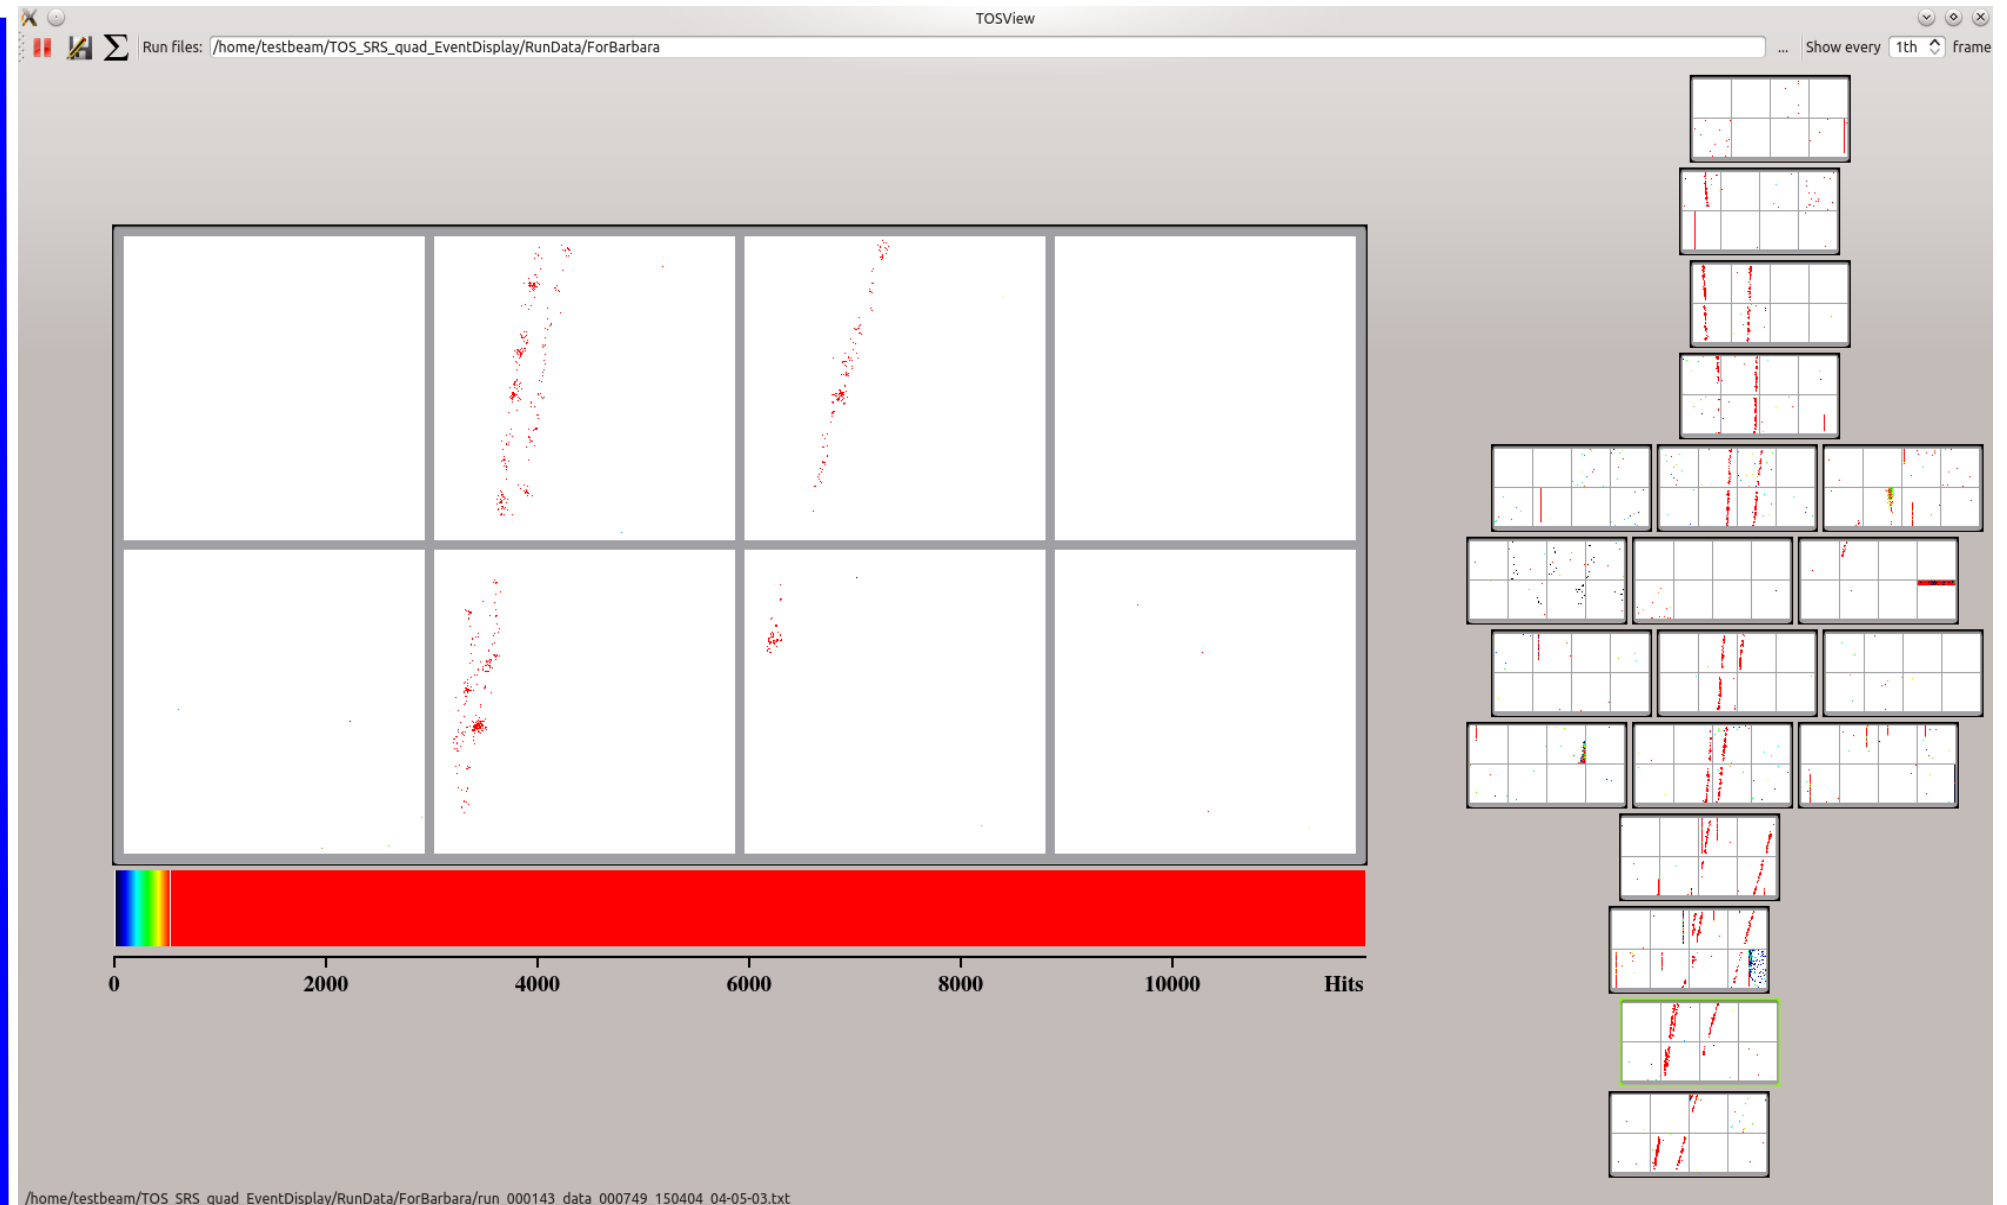 TOSView
Run files: /home/testbeam/TOS_SRS_quad_EventDisplay/RunData/ForBarbara ... Show every 1th frame
0 2000 4000 6000 8000 10000 Hits
/home/testbeam/TOS_SRS_quad_EventDisplay/RunData/ForBarbara/run_000143_data_000749_150404_04-05-03.txt